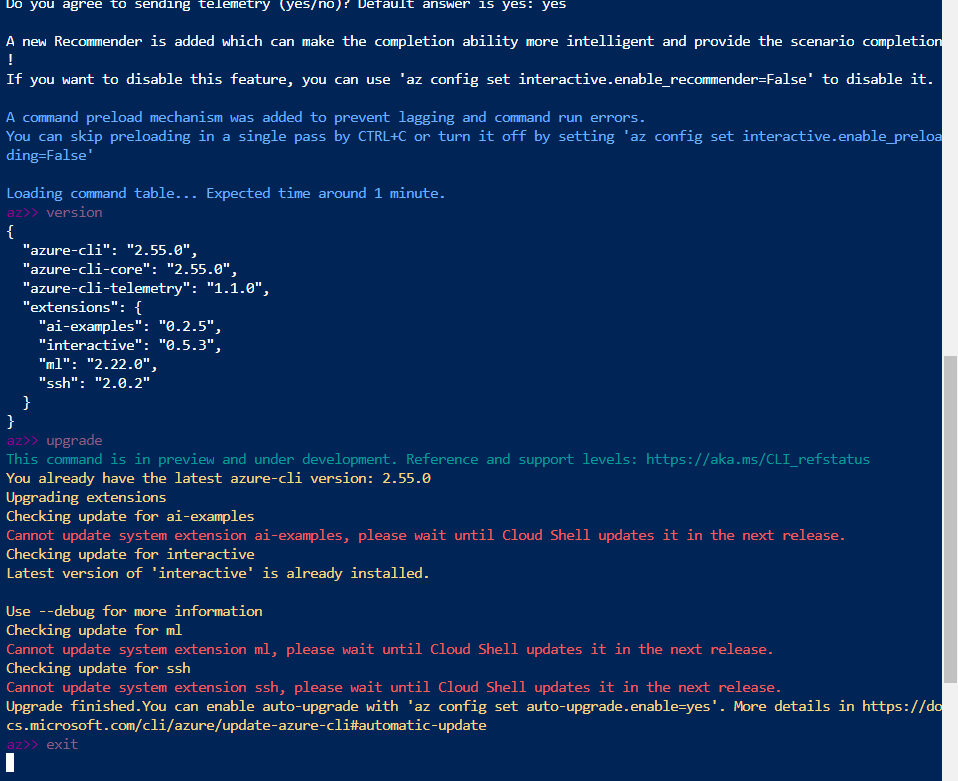 Do you agree to sending telemetry (yes/no)? Default answer is yes: yes
A new Recommender is added which can make the completion ability more intelligent and provide the scenario completion
!
If you want to disable this feature, you can use 'az config set interactive.enable_recommender=False' to disable it.
A command preload mechanism was added to prevent lagging and command run errors.
You can skip preloading in a single pass by CTRL+C or turn it off by setting 'az config set interactive.enable_preloa
ding=False'
Loading command table... Expected time around 1 minute.
az>> version
{
  "azure-cli": "2.55.0",
  "azure-cli-core": "2.55.0",
  "azure-cli-telemetry": "1.1.0",
  "extensions": {
    "ai-examples": "0.2.5",
    "interactive": "0.5.3",
    "ml": "2.22.0",
    "ssh": "2.0.2"
  }
}
az>> upgrade
This command is in preview and under development. Reference and support levels: https://aka.ms/CLI_refstatus
You already have the latest azure-cli version: 2.55.0
Upgrading extensions
Checking update for ai-examples
Cannot update system extension ai-examples, please wait until Cloud Shell updates it in the next release.
Checking update for interactive
Latest version of 'interactive' is already installed.
Use --debug for more information
Checking update for ml
Cannot update system extension ml, please wait until Cloud Shell updates it in the next release.
Checking update for ssh
Cannot update system extension ssh, please wait until Cloud Shell updates it in the next release.
Upgrade finished.You can enable auto-upgrade with 'az config set auto-upgrade.enable=yes'. More details in https://do
cs.microsoft.com/cli/azure/update-azure-cli#automatic-update
az>> exit